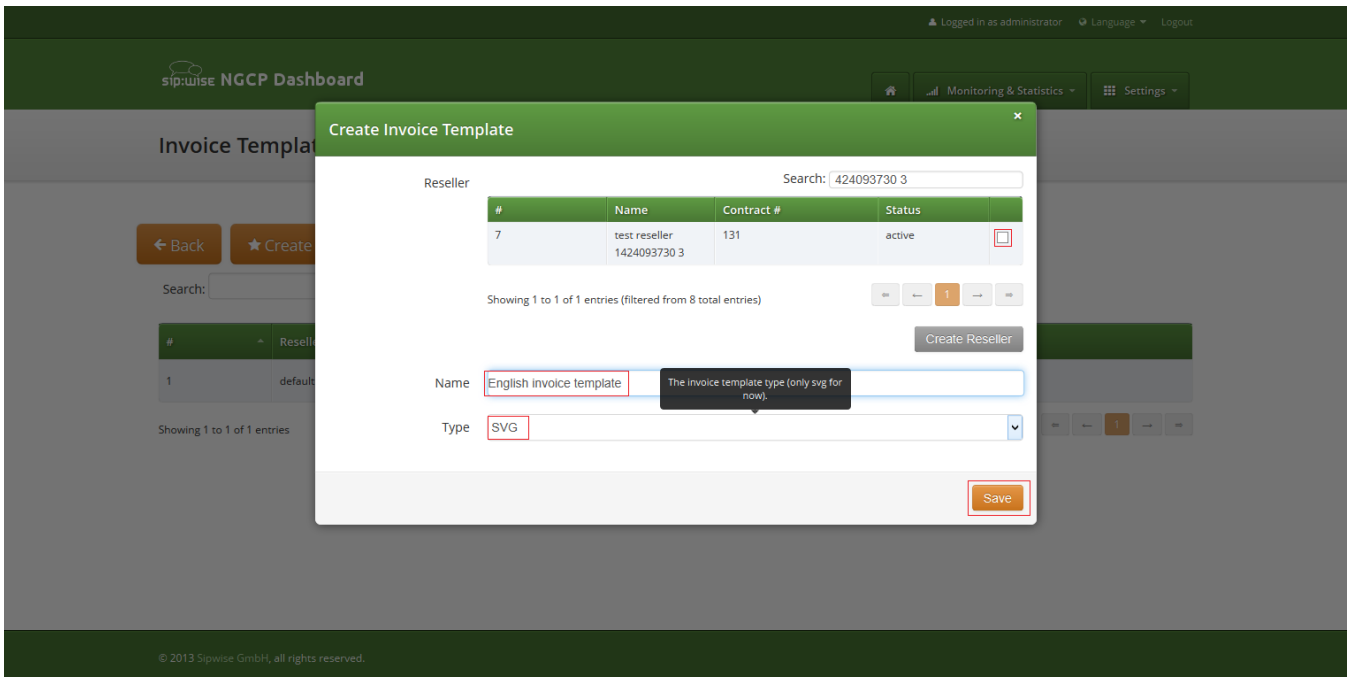 Logged in as administrator Language Logout
sip:wise NGCP Dashboard
Monitoring & Statistics Settings
Create Invoice Template ×
Invoice Templat
Reseller Search: 424093730 3
# Name Contract # Status
7 test reseller 131 active
1424093730 3
Back Create
Search:
Showing 1 to 1 of 1 entries (filtered from 8 total entries) 1
Create Reseller
# Resell
Name English invoice template The invoice template type (only svg for
now).
1 default
Type SVG
Showing 1 to 1 of 1 entries 1
Save
© 2013 Sipwise GmbH, all rights reserved.